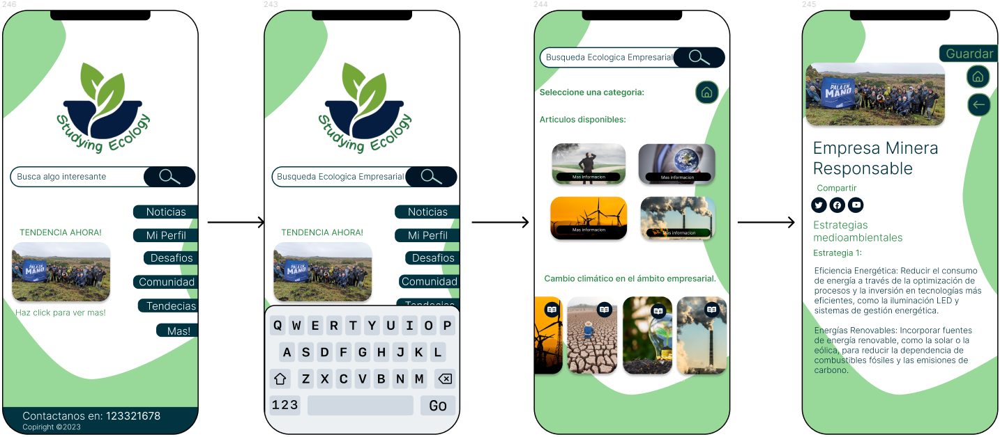 246
Studying Ecology
Busca algo interesante
Noticias
TENDENCIA AHORA!
Mi Perfil
PALA EN
MANO
Desafios
Comunidad
Tendecias
Haz click para ver mas!
Mas!
Contactanos en: 123321678
Copiright ©2023
243
Studying Ecology
Busqueda Ecologica Empresarial
Noticias
TENDENCIA AHORA!
Mi Perfil
PALA EN
MANO
Desafios
Comunidad
Tendecias
Q W E R T Y U I O P
A S D F G H J K L
Z X C V B N M
123
Go
244
Busqueda Ecologica Empresarial
Seleccione una categoria:
Articulos disponibles:
Mas informacion
Mas informacion
Mas informacion
Mas informacion
Cambio climático en el ámbito empresarial.
245
Guardar
PALA EN
MANO
Empresa Minera
Responsable
Compartir
Estrategias
medioambientales
Estrategia 1:
Eficiencia Energética: Reducir el consumo
de energía a través de la optimización de
procesos y la inversión en tecnologías más
eficientes, como la iluminación LED y
sistemas de gestión energética.
Energías Renovables: Incorporar fuentes
de energía renovable, como la solar o la
eólica, para reducir la dependencia de
combustibles fósiles y las emisiones de
carbono.